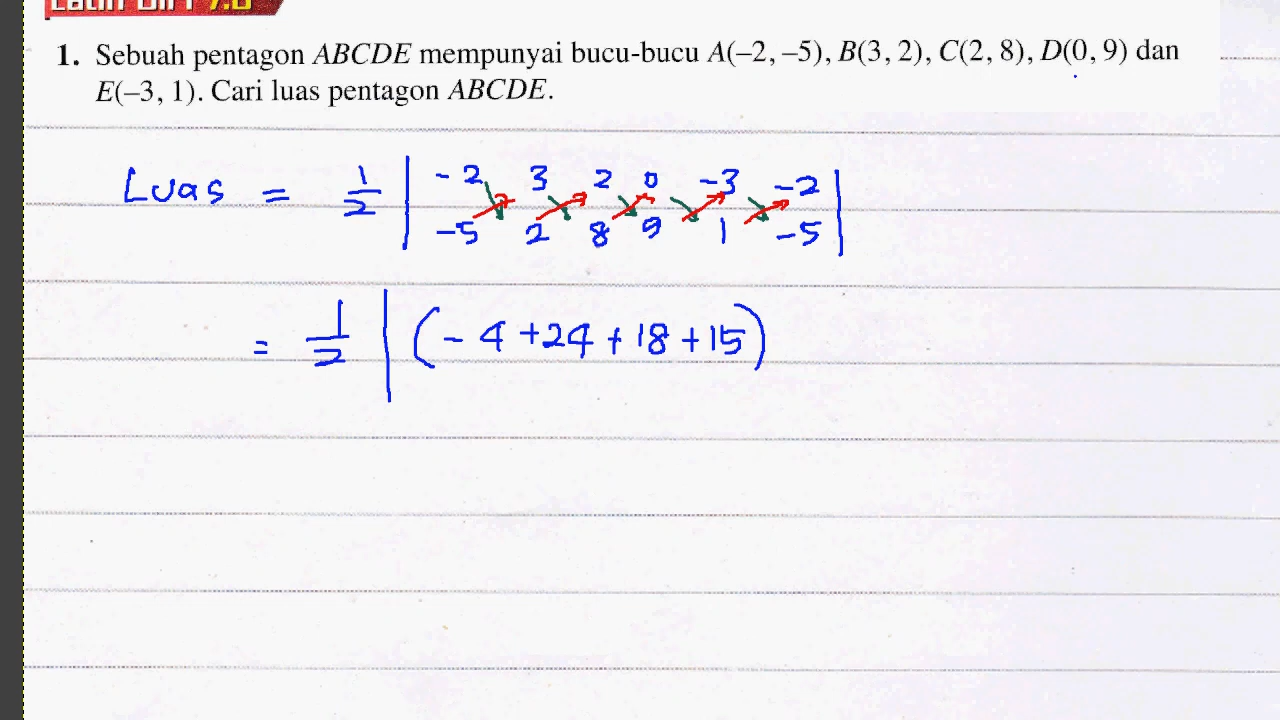 1. Sebuah pentagon ABCDE mempunyai bucu-bucu A(–2, –5), B(3, 2), C(2, 8), D(0, 9) dan
E(–3, 1). Cari luas pentagon ABCDE.
Luas = 1/2 | -2 3 2 0 -3 -2 |
-5 2 8 9 1 -5
= 1/2 | (-4 +24 +18 +15)